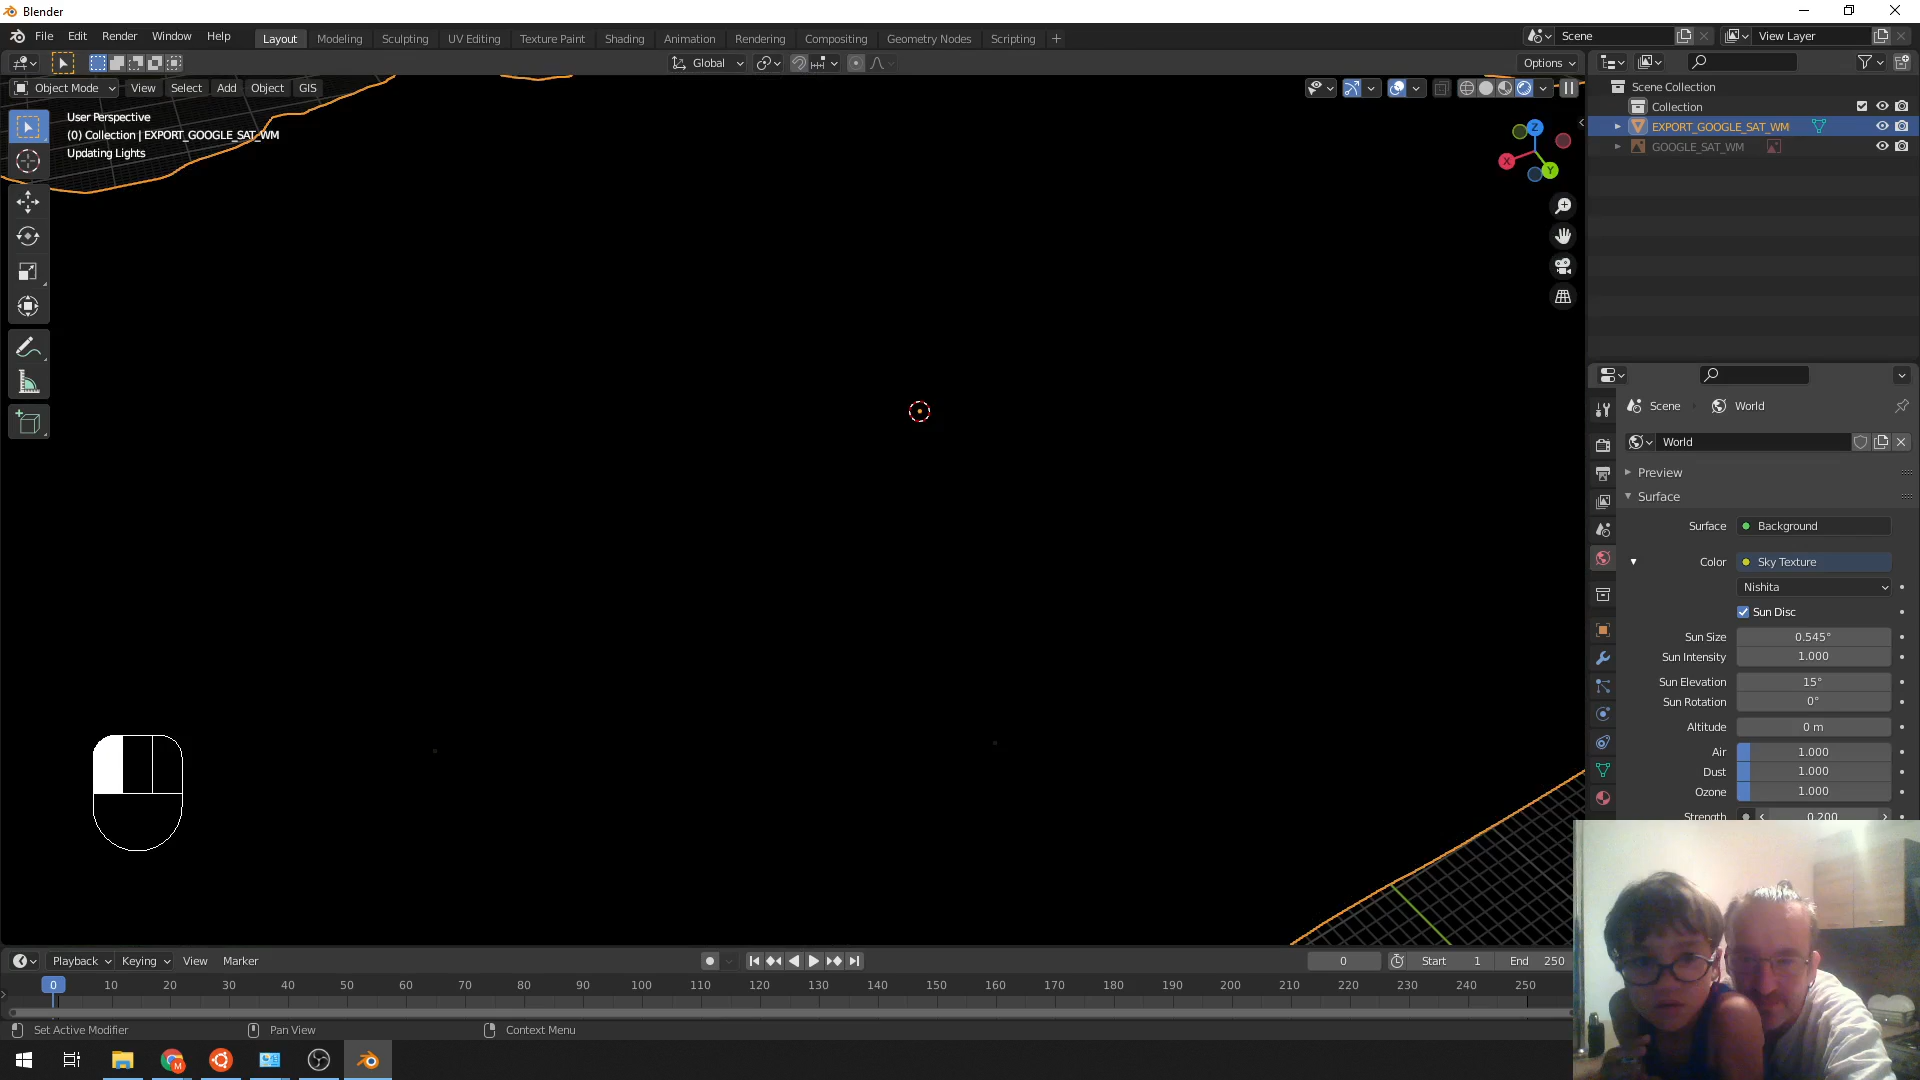 Blender
File Edit Render Window Help
Layout Modeling Sculpting UV Editing Texture Paint Shading Animation Rendering Compositing Geometry Nodes Scripting +
Scene
View Layer
Global
Options
Object Mode View Select Add Object GIS
User Perspective
(0) Collection | EXPORT_GOOGLE_SAT_WM
Updating Lights
Z
X
Y
Scene Collection
Collection
EXPORT_GOOGLE_SAT_WM
GOOGLE_SAT_WM
Scene World
World
Preview
Surface
Surface Background
Color Sky Texture
Nishita
Sun Disc
Sun Size 0.545°
Sun Intensity 1.000
Sun Elevation 15°
Sun Rotation 0°
Altitude 0 m
Air 1.000
Dust 1.000
Ozone 1.000
Strength 0.200
Playback Keying View Marker
0 Start 1 End 250
0 10 20 30 40 50 60 70 80 90 100 110 120 130 140 150 160 170 180 190 200 210 220 230 240 250
Set Active Modifier Pan View Context Menu
M